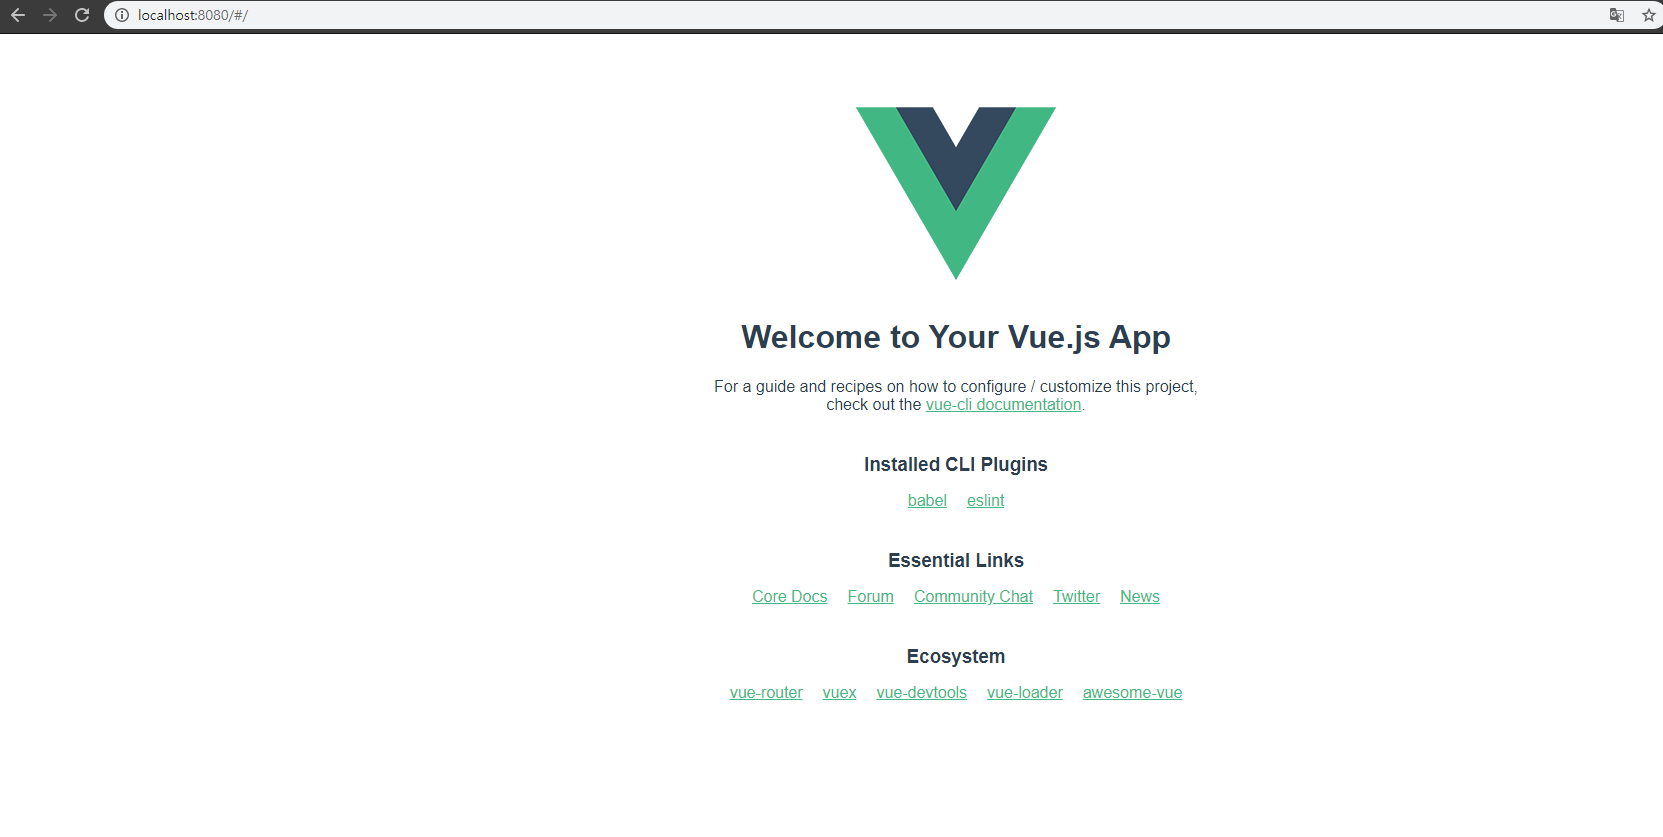 localhost:8080/#/
Welcome to Your Vue.js App
For a guide and recipes on how to configure / customize this project,
check out the vue-cli documentation.
Installed CLI Plugins
babel eslint
Essential Links
Core Docs Forum Community Chat Twitter News
Ecosystem
vue-router vuex vue-devtools vue-loader awesome-vue